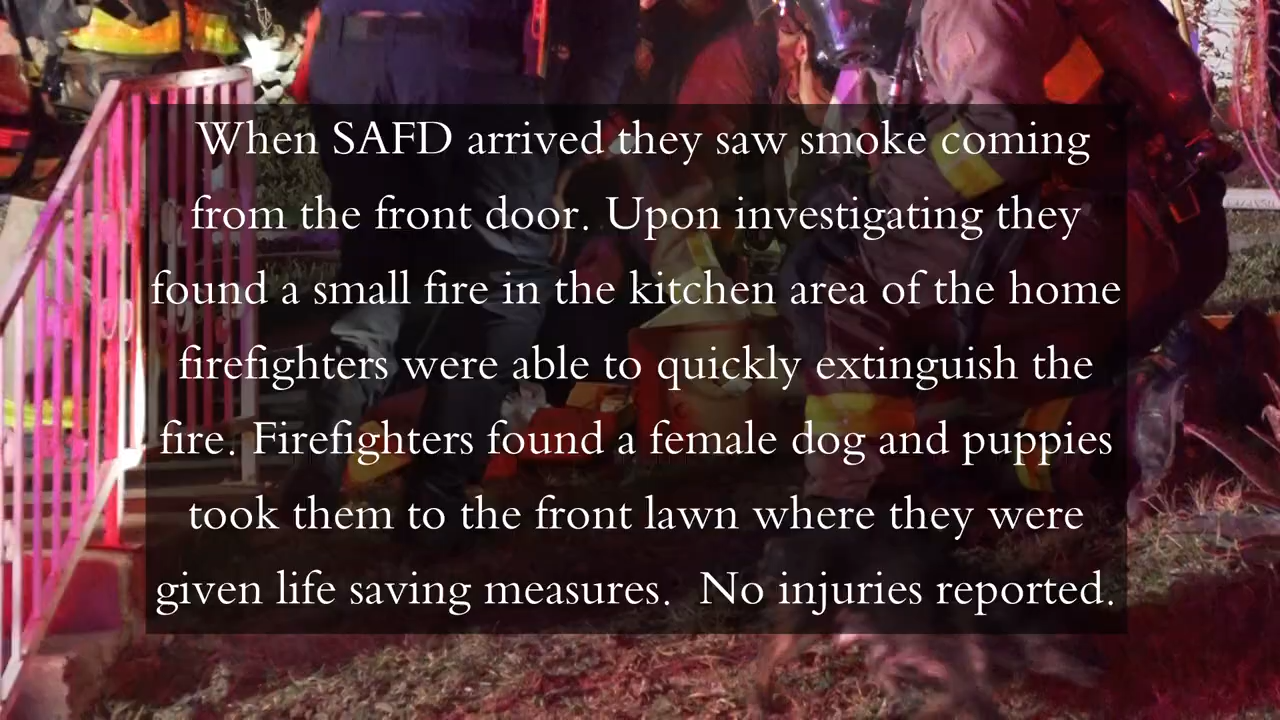 When SAFD arrived they saw smoke coming
from the front door. Upon investigating they
found a small fire in the kitchen area of the home
firefighters were able to quickly extinguish the
fire. Firefighters found a female dog and puppies
took them to the front lawn where they were
given life saving measures.  No injuries reported.